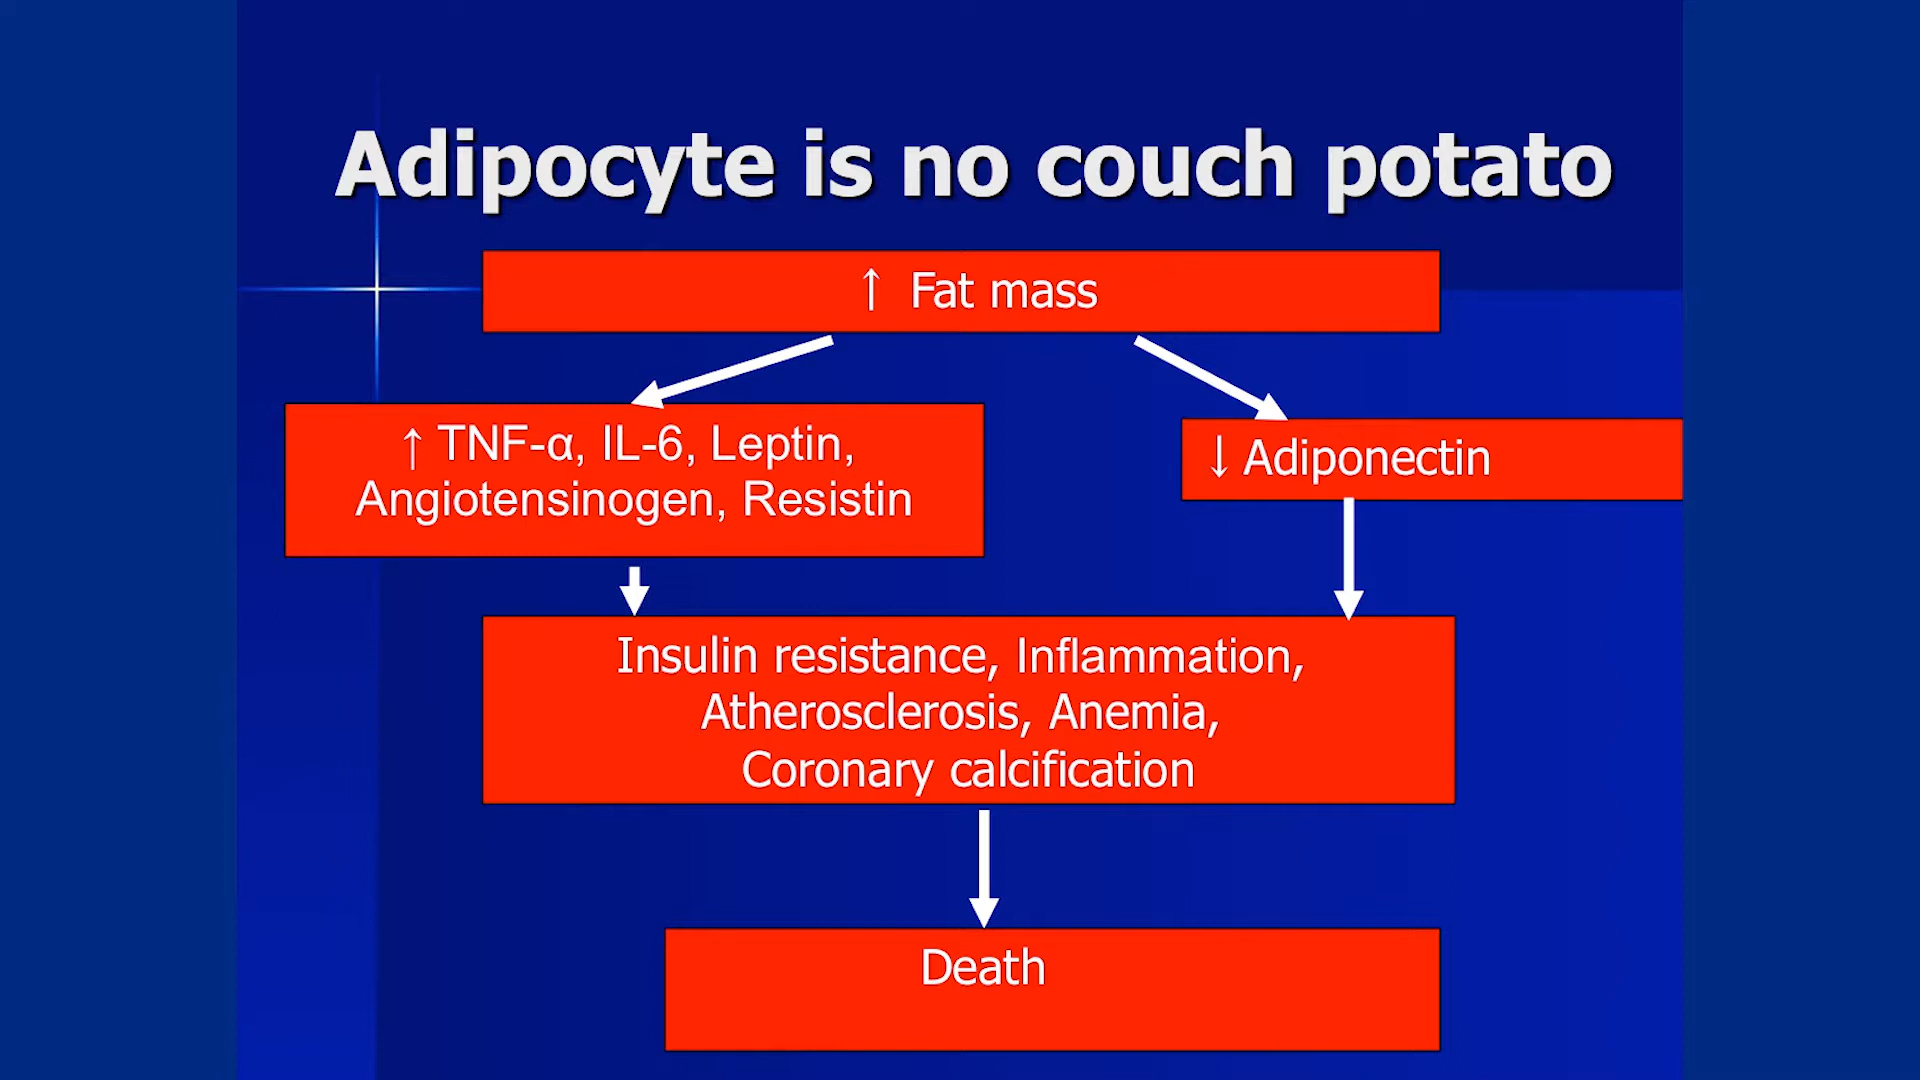 Adipocyte is no couch potato
↑ Fat mass
↑ TNF-α, IL-6, Leptin,
Angiotensinogen, Resistin
↓ Adiponectin
Insulin resistance, Inflammation,
Atherosclerosis, Anemia,
Coronary calcification
Death